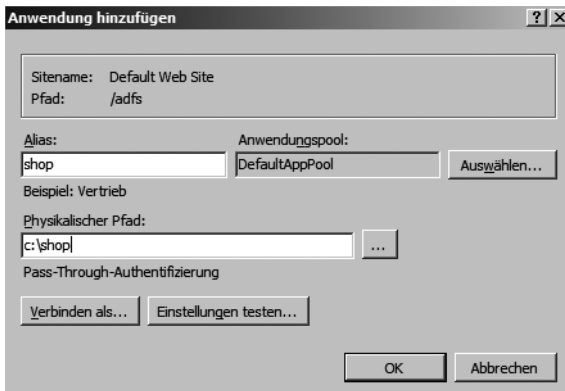 Anwendung hinzufügen
Sitename: Default Web Site
Pfad: /adfs
Alias: Anwendungspool:
shop DefaultAppPool Auswählen...
Beispiel: Vertrieb
Physikalischer Pfad:
c:\shop ...
Pass-Through-Authentifizierung
Verbinden als... Einstellungen testen...
OK Abbrechen